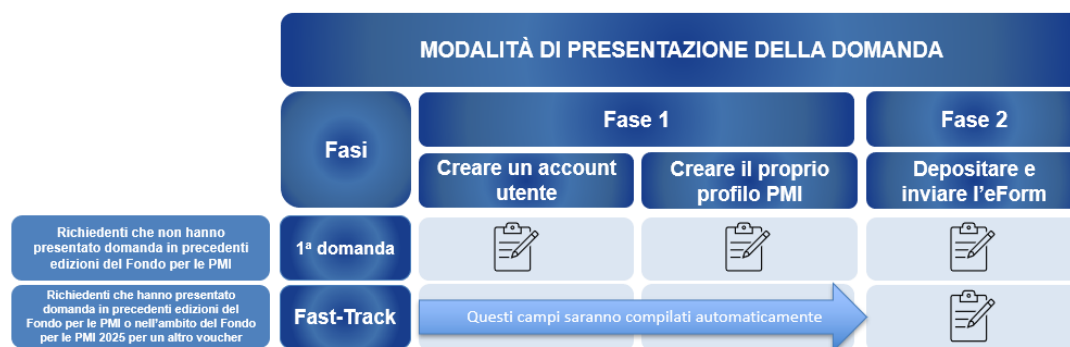 MODALITÀ DI PRESENTAZIONE DELLA DOMANDA
Fasi
Fase 1
Fase 2
Creare un account
utente
Creare il proprio
profilo PMI
Depositare e
inviare l'eForm
Richiedenti che non hanno
presentato domanda in precedenti
edizioni del Fondo per le PMI
1ª domanda
Richiedenti che hanno presentato
domanda in precedenti edizioni del
Fondo per le PMI o nell'ambito del Fondo
per le PMI 2025 per un altro voucher
Fast-Track
Questi campi saranno compilati automaticamente